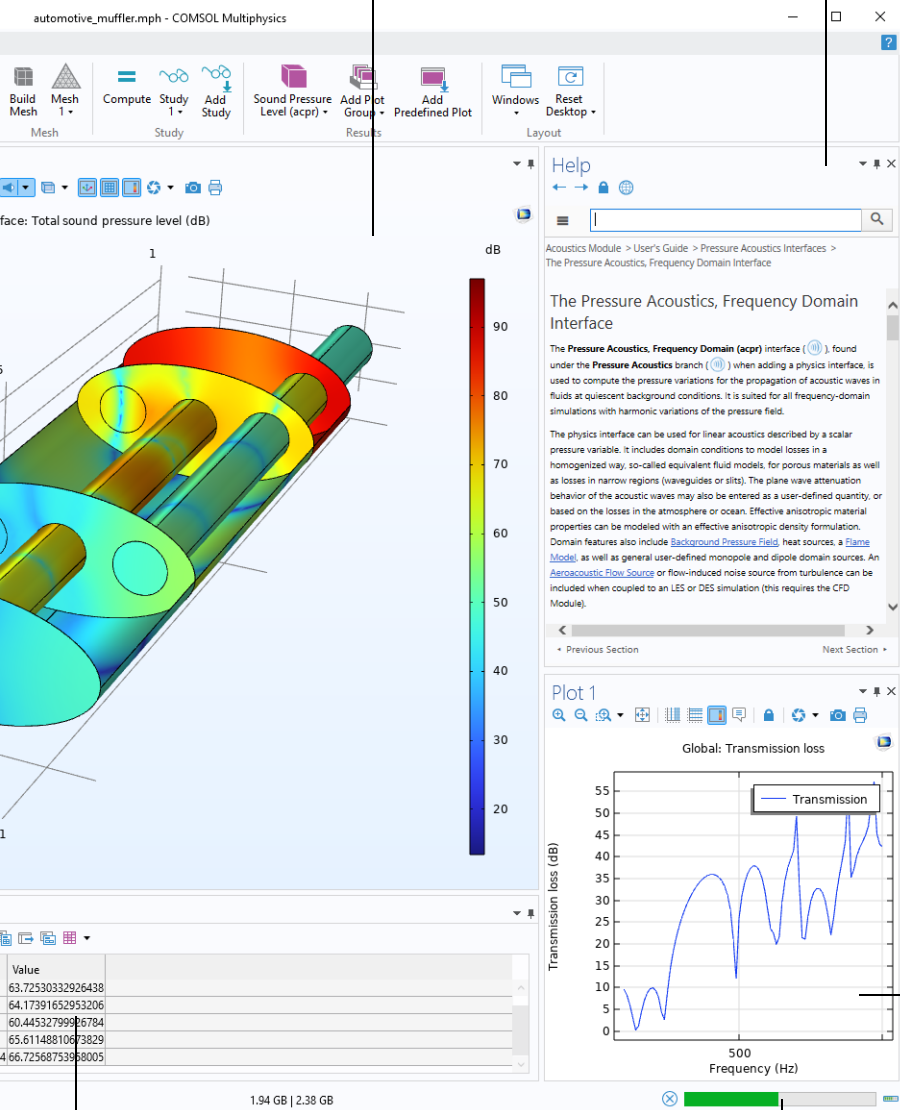 automotive_muffler.mph - COMSOL Multiphysics
?
Build Mesh
Mesh 1
Compute
Study 1
Add Study
Sound Pressure Level (acpr)
Add Plot Group
Add Predefined Plot
Windows
Reset Desktop
Mesh
Study
Results
Layout
face: Total sound pressure level (dB)
dB
1
90
80
70
60
50
40
30
20
1
Help
Acoustics Module > User's Guide > Pressure Acoustics Interfaces >
The Pressure Acoustics, Frequency Domain Interface
The Pressure Acoustics, Frequency Domain
Interface
The Pressure Acoustics, Frequency Domain (acpr) interface ( ), found
under the Pressure Acoustics branch ( ) when adding a physics interface, is
used to compute the pressure variations for the propagation of acoustic waves in
fluids at quiescent background conditions. It is suited for all frequency-domain
simulations with harmonic variations of the pressure field.
The physics interface can be used for linear acoustics described by a scalar
pressure variable. It includes domain conditions to model losses in a
homogenized way, so-called equivalent fluid models, for porous materials as well
as losses in narrow regions (waveguides or slits). The plane wave attenuation
behavior of the acoustic waves may also be entered as a user-defined quantity, or
based on the losses in the atmosphere or ocean. Effective anisotropic material
properties can be modeled with an effective anisotropic density formulation.
Domain features also include Background Pressure Field, heat sources, a Flame
Model, as well as general user-defined monopole and dipole domain sources. An
Aeroacoustic Flow Source or flow-induced noise source from turbulence can be
included when coupled to an LES or DES simulation (this requires the CFD
Module).
Previous Section
Next Section
Plot 1
Global: Transmission loss
Transmission
55
50
45
40
35
30
25
20
15
10
5
0
Transmission loss (dB)
500
Frequency (Hz)
Value
63.72530332926438
64.17391652953206
60.44532799926784
65.61148810673829
4 66.72568753958005
1.94 GB | 2.38 GB